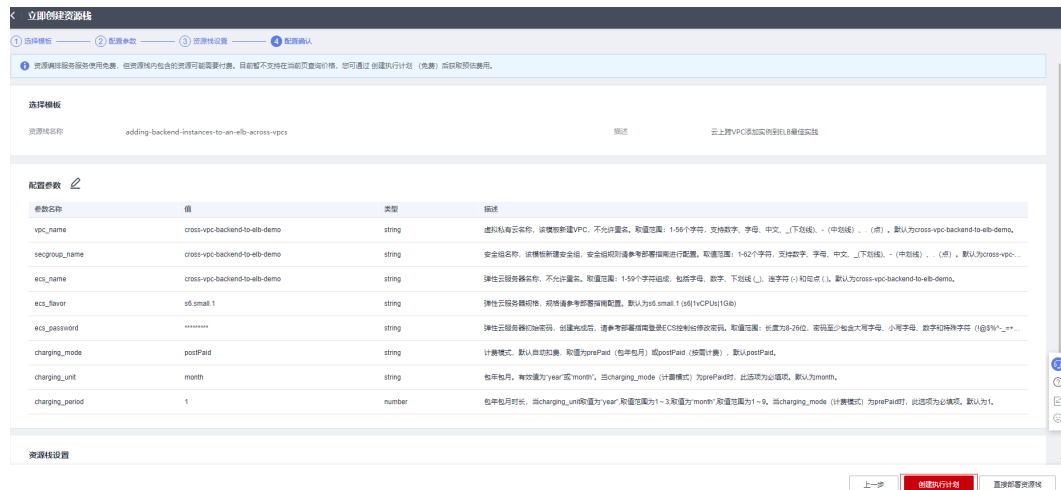 立即创建资源栈
1 选择模板 2 配置参数 3 资源栈设置 4 配置确认
资源编排服务服务使用免费，但资源栈内包含的资源可能需要付费。目前暂不支持在当前页查询价格，您可通过 创建执行计划 （免费）后获取预估费用。
选择模板
资源栈名称 adding-backend-instances-to-an-elb-across-vpcs 描述 云上跨VPC添加实例到ELB最佳实践
配置参数
参数名称 值 类型 描述
vpc_name cross-vpc-backend-to-elb-demo string 虚拟私有云名称，该模板新建VPC，不允许重名。取值范围：1-56个字符，支持数字、字母、中文、_(下划线)、-（中划线）、.（点）。默认为cross-vpc-backend-to-elb-demo。
secgroup_name cross-vpc-backend-to-elb-demo string 安全组名称，该模板新建安全组，安全组规则请参考部署指南进行配置。取值范围：1-62个字符，支持数字、字母、中文、_(下划线)、-（中划线）、.（点）。默认为cross-vpc-...
ecs_name cross-vpc-backend-to-elb-demo string 弹性云服务器名称，不允许重名。取值范围：1-59个字符组成，包括字母、数字、下划线 (_)、连字符 (-) 和句点 (.)。默认为cross-vpc-backend-to-elb-demo。
ecs_flavor s6.small.1 string 弹性云服务器规格，规格请参考部署指南配置。默认为s6.small.1 (s6|1vCPUs|1Gib)
ecs_password ********* string 弹性云服务器初始密码，创建完成后，请参考部署指南登录ECS控制台修改密码。取值范围：长度为8-26位，密码至少包含大写字母、小写字母、数字和特殊字符（!@$%^-_=+...
charging_mode postPaid string 计费模式，默认自动扣费，取值为prePaid（包年包月）或postPaid（按需计费），默认postPaid。
charging_unit month string 包年包月。有效值为“year”或“month”。当charging_mode（计费模式）为prePaid时，此选项为必填项。默认为month。
charging_period 1 number 包年包月时长，当charging_unit取值为“year”,取值范围为1～3;取值为“month”,取值范围为1～9。当charging_mode（计费模式）为prePaid时，此选项为必填项。默认为1。
资源栈设置
上一步 创建执行计划 直接部署资源栈